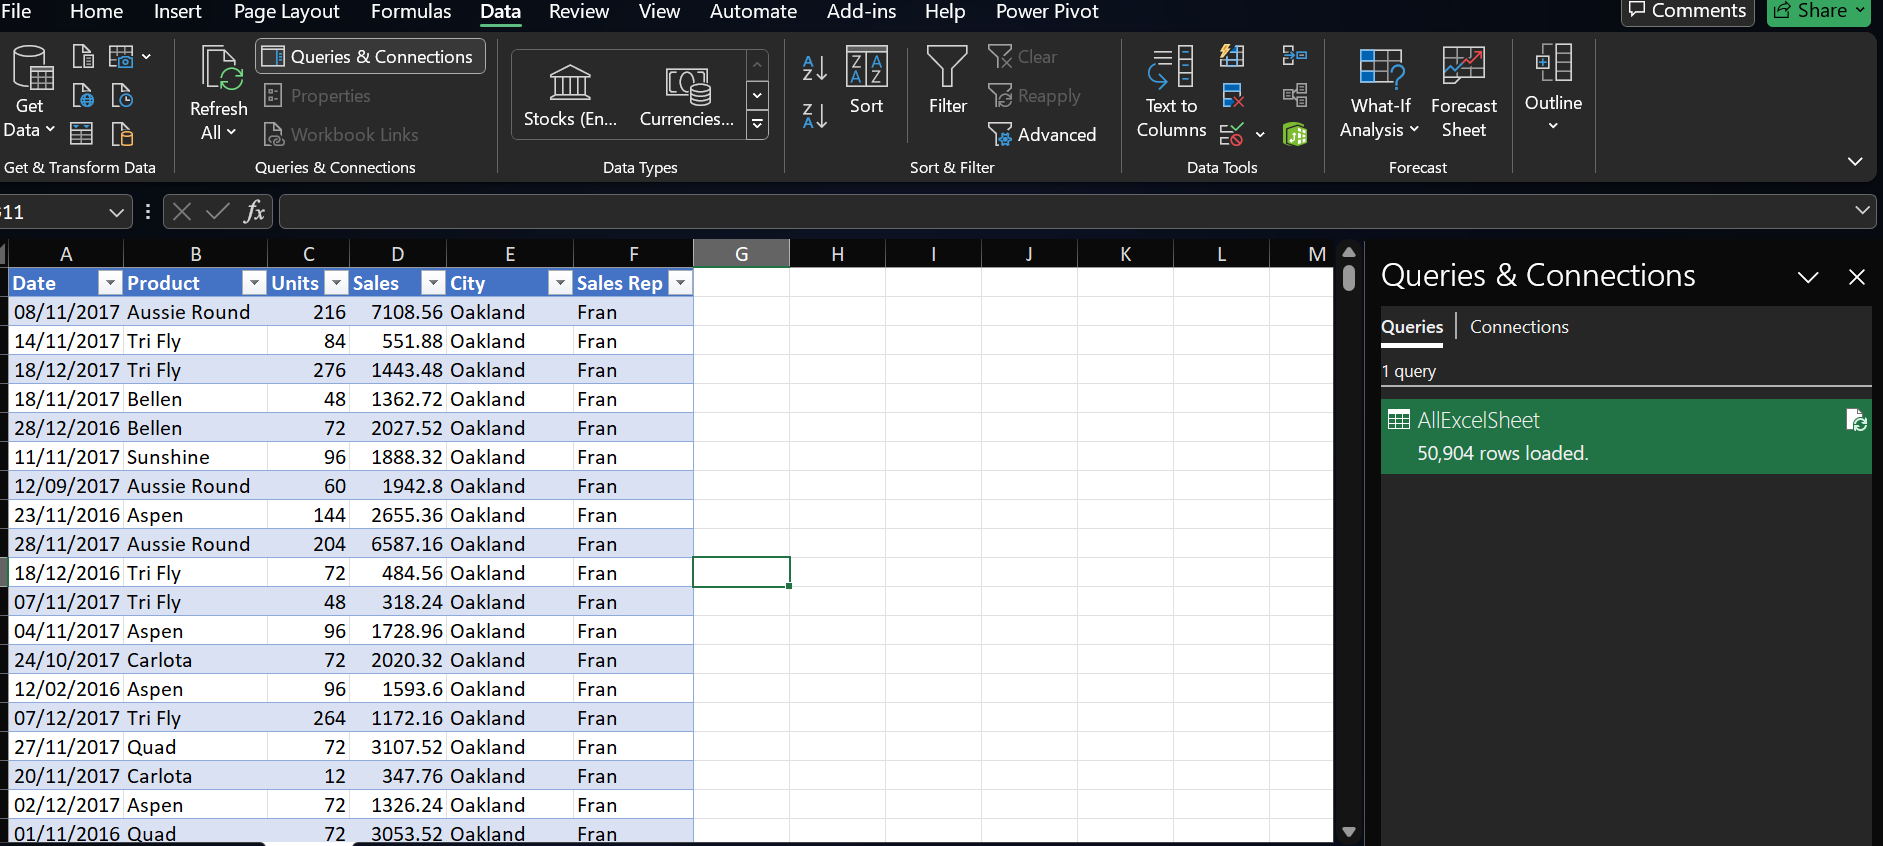 File Home Insert Page Layout Formulas Data Review View Automate Add-ins Help Power Pivot Comments Share
Get Data
Refresh All
Queries & Connections
Properties
Workbook Links
Stocks (En... Currencies...
Sort
Filter
Clear
Reapply
Advanced
Text to Columns
What-If Analysis
Forecast Sheet
Outline
Get & Transform Data Queries & Connections Data Types Sort & Filter Data Tools Forecast
11 fx
A B C D E F G H I J K L M
Date Product Units Sales City Sales Rep
08/11/2017 Aussie Round 216 7108.56 Oakland Fran
14/11/2017 Tri Fly 84 551.88 Oakland Fran
18/12/2017 Tri Fly 276 1443.48 Oakland Fran
18/11/2017 Bellen 48 1362.72 Oakland Fran
28/12/2016 Bellen 72 2027.52 Oakland Fran
11/11/2017 Sunshine 96 1888.32 Oakland Fran
12/09/2017 Aussie Round 60 1942.8 Oakland Fran
23/11/2016 Aspen 144 2655.36 Oakland Fran
28/11/2017 Aussie Round 204 6587.16 Oakland Fran
18/12/2016 Tri Fly 72 484.56 Oakland Fran
07/11/2017 Tri Fly 48 318.24 Oakland Fran
04/11/2017 Aspen 96 1728.96 Oakland Fran
24/10/2017 Carlota 72 2020.32 Oakland Fran
12/02/2016 Aspen 96 1593.6 Oakland Fran
07/12/2017 Tri Fly 264 1172.16 Oakland Fran
27/11/2017 Quad 72 3107.52 Oakland Fran
20/11/2017 Carlota 12 347.76 Oakland Fran
02/12/2017 Aspen 72 1326.24 Oakland Fran
01/11/2016 Quad 72 3053.52 Oakland Fran
Queries & Connections
Queries Connections
1 query
AllExcelSheet
50,904 rows loaded.